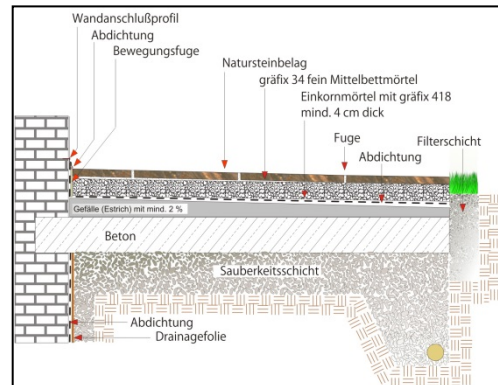 Wandanschlußprofil
Abdichtung
Bewegungsfuge
Natursteinbelag
gräfix 34 fein Mittelbettmörtel
Einkornmörtel mit gräfix 418
mind. 4 cm dick
Fuge
Filterschicht
Abdichtung
Gefälle (Estrich) mit mind. 2 %
Beton
Sauberkeitsschicht
Abdichtung
Drainagefolie